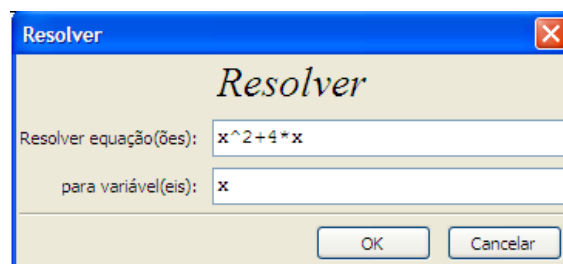 Resolver
Resolver
Resolver equação(ões): x^2+4*x
para variável(eis): x
OK Cancelar